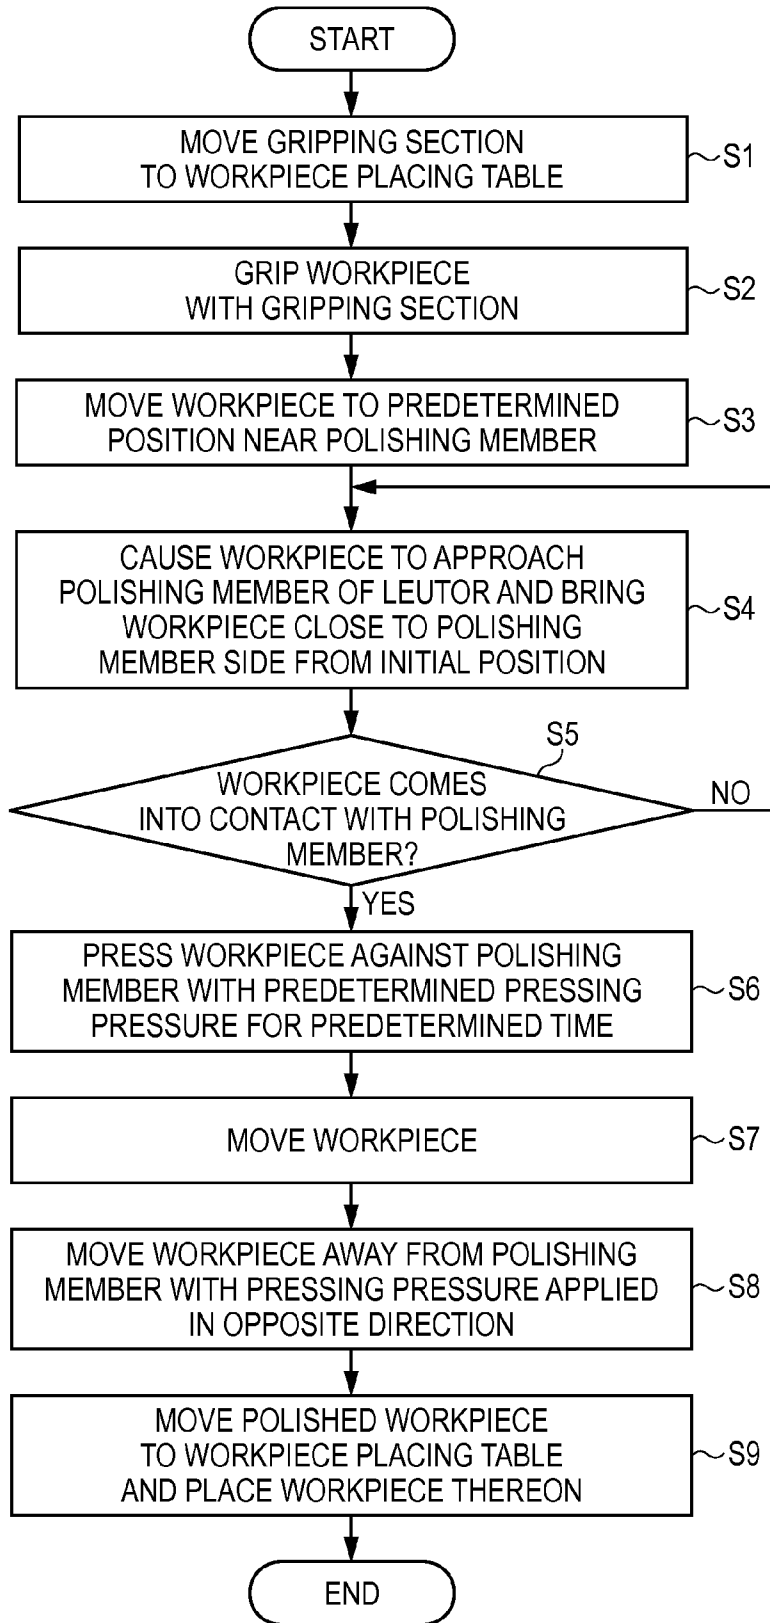 START
MOVE GRIPPING SECTION
TO WORKPIECE PLACING TABLE
S1
GRIP WORKPIECE
WITH GRIPPING SECTION
S2
MOVE WORKPIECE TO PREDETERMINED
POSITION NEAR POLISHING MEMBER
S3
CAUSE WORKPIECE TO APPROACH
POLISHING MEMBER OF LEUTOR AND BRING
WORKPIECE CLOSE TO POLISHING
MEMBER SIDE FROM INITIAL POSITION
S4
S5
WORKPIECE COMES
INTO CONTACT WITH POLISHING
MEMBER?
NO
YES
PRESS WORKPIECE AGAINST POLISHING
MEMBER WITH PREDETERMINED PRESSING
PRESSURE FOR PREDETERMINED TIME
S6
MOVE WORKPIECE
S7
MOVE WORKPIECE AWAY FROM POLISHING
MEMBER WITH PRESSING PRESSURE APPLIED
IN OPPOSITE DIRECTION
S8
MOVE POLISHED WORKPIECE
TO WORKPIECE PLACING TABLE
AND PLACE WORKPIECE THEREON
S9
END